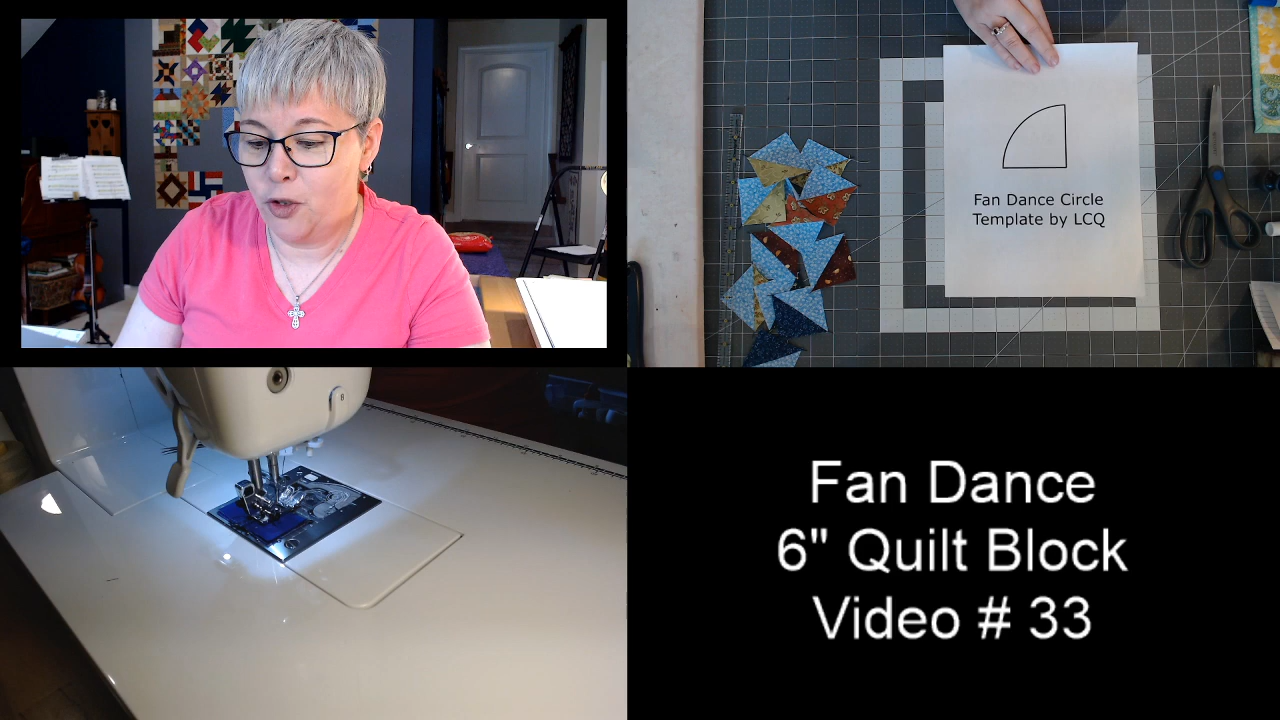 Fan Dance Circle
Template by LCQ
Fan Dance
6" Quilt Block
Video # 33